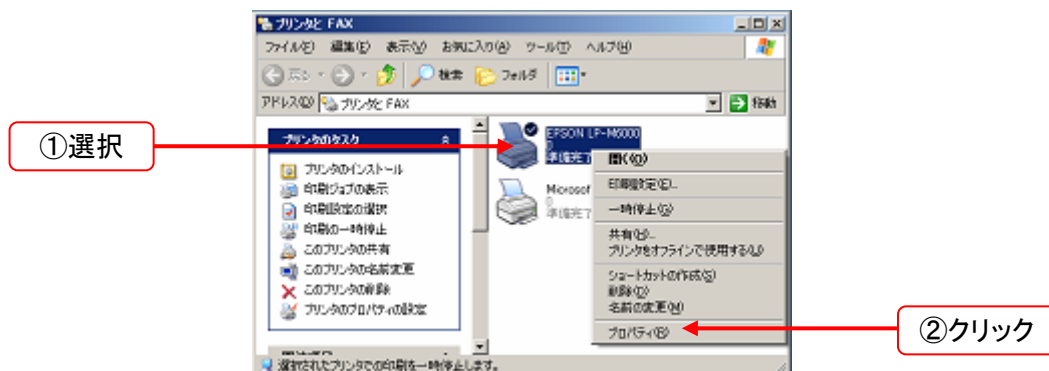 プリンタと FAX
ファイル(F) 編集(E) 表示(V) お気に入り(A) ツール(T) ヘルプ(H)
戻る 検索 フォルダ
アドレス(D) プリンタと FAX 移動
プリンタのタスク
プリンタのインストール
印刷ジョブの表示
印刷設定の選択
印刷の一時停止
このプリンタの共有
このプリンタの名前変更
このプリンタの削除
プリンタのプロパティの設定
EPSON LP-M6000
0
準備完了
Microsof
0
準備完了
開く(O)
印刷設定(E)...
一時停止(G)
共有(H)...
プリンタをオフラインで使用する(U)
ショートカットの作成(S)
削除(D)
名前の変更(M)
プロパティ(R)
選択されたプリンタでの印刷を一時停止します。
①選択
②クリック